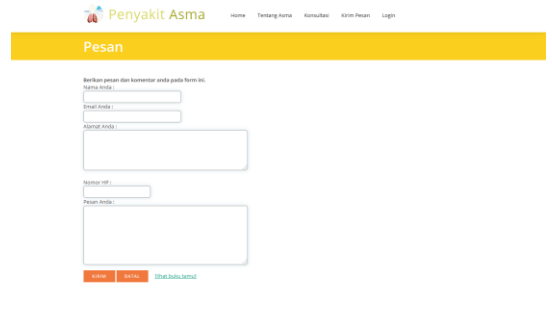 Penyakit Asma
Home Tentang Asma Konsultasi Kirim Pesan Login
Pesan
Berikan pesan dan komentar anda pada form ini.
Nama Anda :
Email Anda :
Alamat Anda :
Nomor HP :
Pesan Anda :
KIRIM BATAL lihat buku tamu!